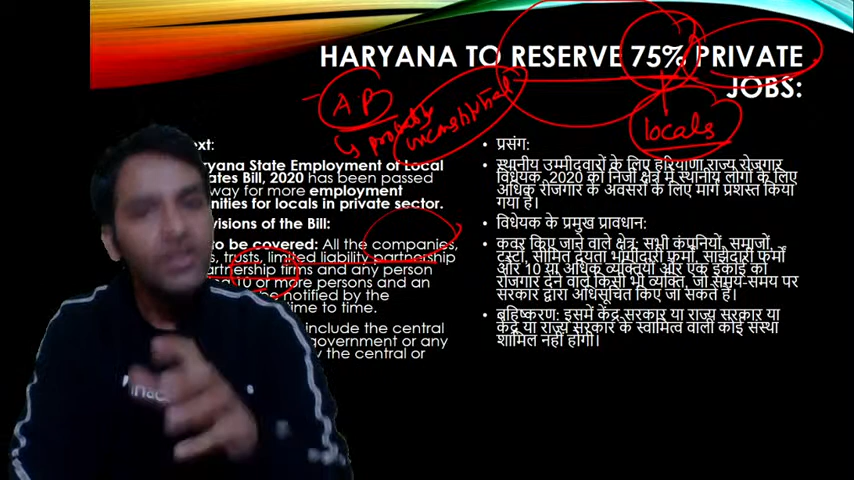 HARYANA TO RESERVE 75% PRIVATE
JOBS:
AP
probably
unconstitutional
locals
ext:
aryana State Employment of Local
ates Bill, 2020 has been passed
way for more employment
nities for locals in private sector.
visions of the Bill:
to be covered: All the companies,
s, trusts, limited liability partnership
artnership firms and any person
10 or more persons and an
be notified by the
time to time.
include the central
government or any
y the central or
• प्रसंग:
• स्थानीय उम्मीदवारों के लिए हरियाणा राज्य रोजगार
विधेयक, 2020 को निजी क्षेत्र में स्थानीय लोगों के लिए
अधिक रोजगार के अवसरों के लिए मार्ग प्रशस्त किया
गया है।
• विधेयक के प्रमुख प्रावधान:
• कवर किए जाने वाले क्षेत्र: सभी कंपनियों, समाजों,
ट्रस्टों, सीमित देयता भागीदारी फर्मों, साझेदारी फर्मों
और 10 या अधिक व्यक्तियों और एक इकाई को
रोजगार देने वाले किसी भी व्यक्ति, जो समय-समय पर
सरकार द्वारा अधिसूचित किए जा सकते हैं।
• बहिष्करण: इसमें केंद्र सरकार या राज्य सरकार या
केंद्र या राज्य सरकार के स्वामित्व वाली कोई संस्था
शामिल नहीं होगी।